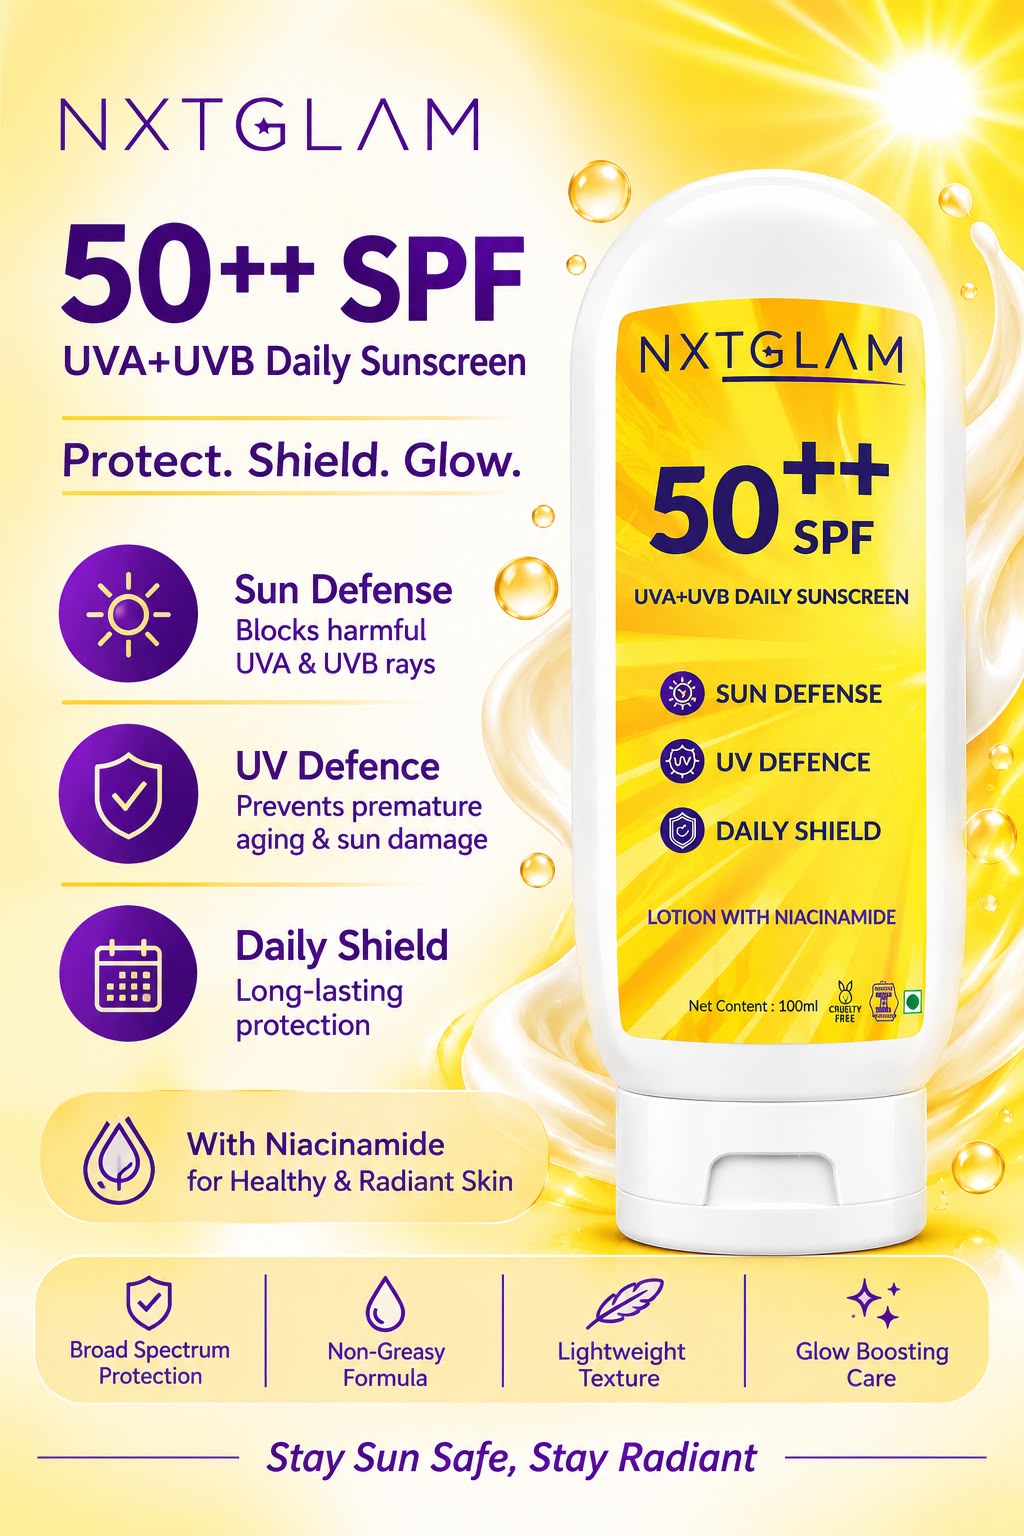 NXTGLAM
50++ SPF
UVA+UVB Daily Sunscreen
Protect. Shield. Glow.
Sun Defense
Blocks harmful
UVA & UVB rays
UV Defence
Prevents premature
aging & sun damage
Daily Shield
Long-lasting
protection
With Niacinamide
for Healthy & Radiant Skin
NXTGLAM
50++
SPF
UVA+UVB DAILY SUNSCREEN
SUN DEFENSE
UV
UV DEFENCE
DAILY SHIELD
LOTION WITH NIACINAMIDE
Net Content : 100ml
CRUELTY
FREE
Broad Spectrum
Protection
Non-Greasy
Formula
Lightweight
Texture
Glow Boosting
Care
Stay Sun Safe, Stay Radiant